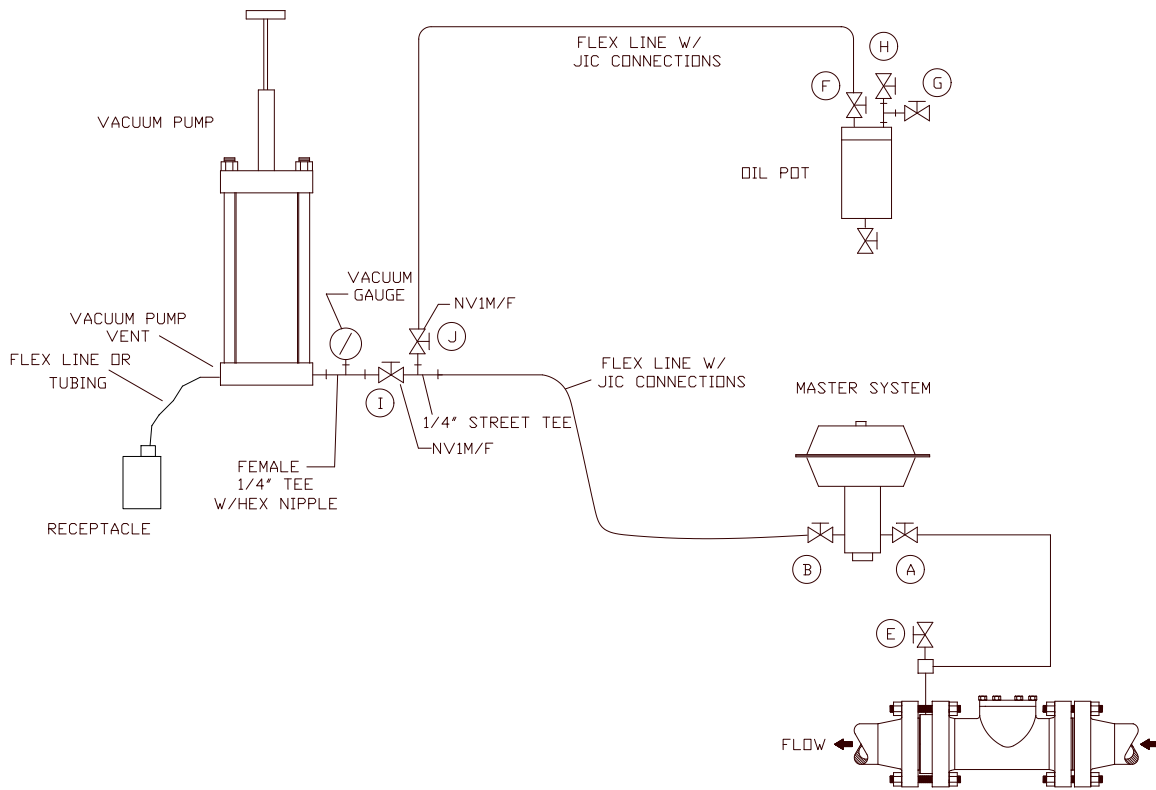 FLEX LINE W/
JIC CONNECTIONS
H
F
G
VACUUM PUMP
OIL POT
VACUUM
GAUGE
NV1M/F
J
VACUUM PUMP
VENT
FLEX LINE OR
TUBING
I
FLEX LINE W/
JIC CONNECTIONS
MASTER SYSTEM
1/4" STREET TEE
NV1M/F
FEMALE
1/4" TEE
W/HEX NIPPLE
RECEPTACLE
B
A
E
FLOW